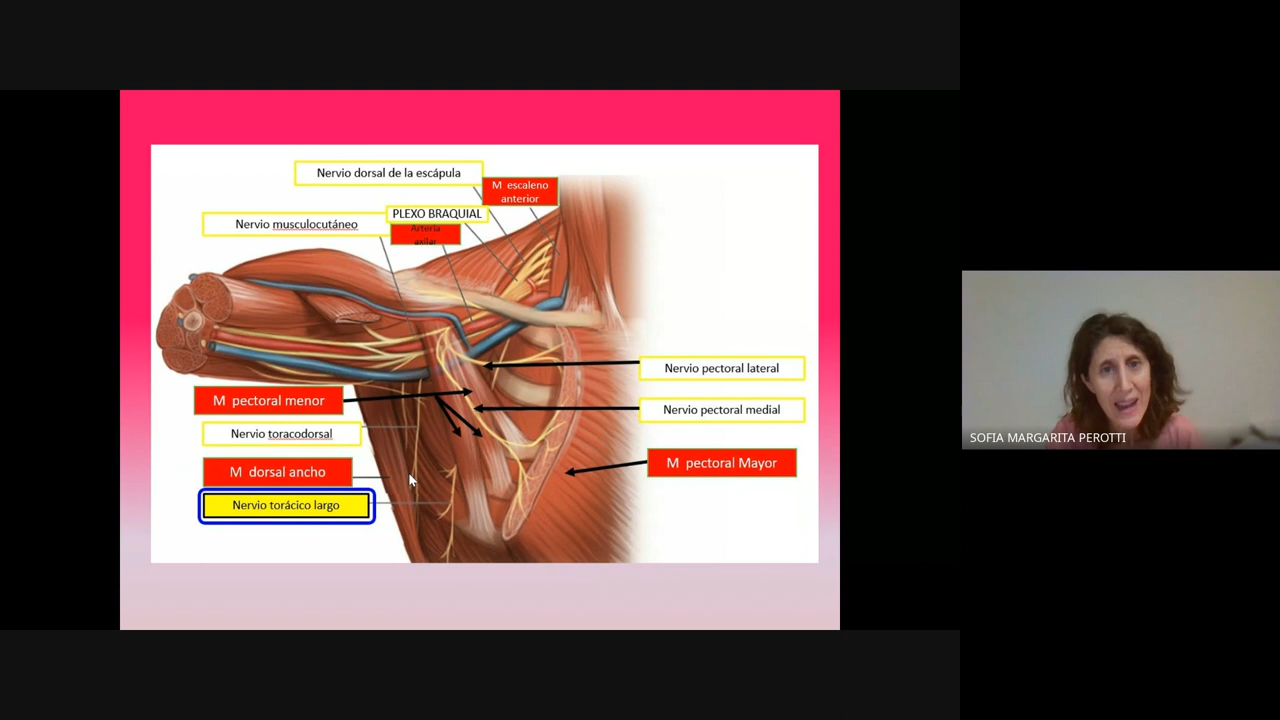 Nervio dorsal de la escápula
M escaleno
anterior
PLEXO BRAQUIAL
Nervio musculocutáneo
Arteria
axilar
Nervio pectoral lateral
M pectoral menor
Nervio pectoral medial
Nervio toracodorsal
M pectoral Mayor
M dorsal ancho
Nervio torácico largo
SOFIA MARGARITA PEROTTI